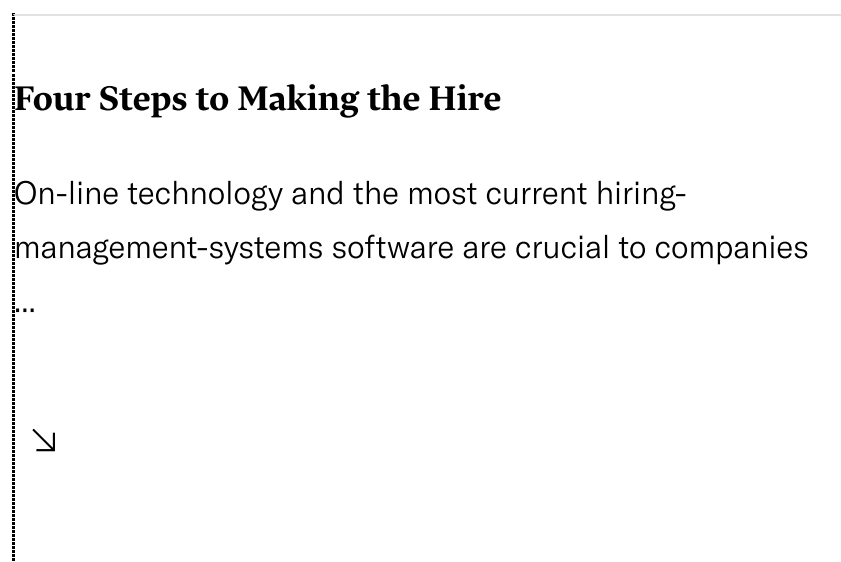 Four Steps to Making the Hire
On-line technology and the most current hiring-
management-systems software are crucial to companies
...